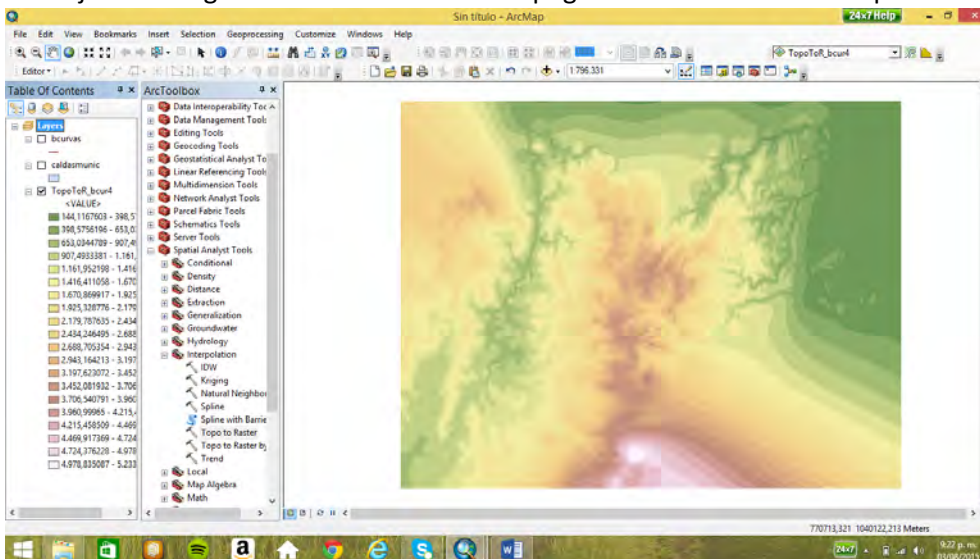 Sin título - ArcMap
24x7 Help
File Edit View Bookmarks Insert Selection Geoprocessing Customize Windows Help
TopoToR_bcur4
Editor
1:796.331
Table Of Contents
ArcToolbox
Layers
bcurvas
caldasmunic
TopoToR_bcur4
<VALUE>
144,1167603 - 398,5
398,5756196 - 653,0
653,0344789 - 907,4
907,4933381 - 1.161,
1.161,952198 - 1.416
1.416,411058 - 1.670
1.670,869917 - 1.925
1.925,328776 - 2.179
2.179,787635 - 2.434
2.434,246495 - 2.688
2.688,705354 - 2.943
2.943,164213 - 3.197
3.197,623072 - 3.452
3.452,081932 - 3.706
3.706,540791 - 3.960
3.960,99965 - 4.215,
4.215,458509 - 4.469
4.469,917369 - 4.724
4.724,376228 - 4.978
4.978,835087 - 5.233
Data Interoperability Toc
Data Management Tools
Editing Tools
Geocoding Tools
Geostatistical Analyst To
Linear Referencing Tools
Multidimension Tools
Network Analyst Tools
Parcel Fabric Tools
Schematics Tools
Server Tools
Spatial Analyst Tools
Conditional
Density
Distance
Extraction
Generalization
Groundwater
Hydrology
Interpolation
IDW
Kriging
Natural Neighbor
Spline
Spline with Barrie
Topo to Raster
Topo to Raster by
Trend
Local
Map Algebra
Math
770713,321 1040122,213 Meters
24x7
9:22 p. m.